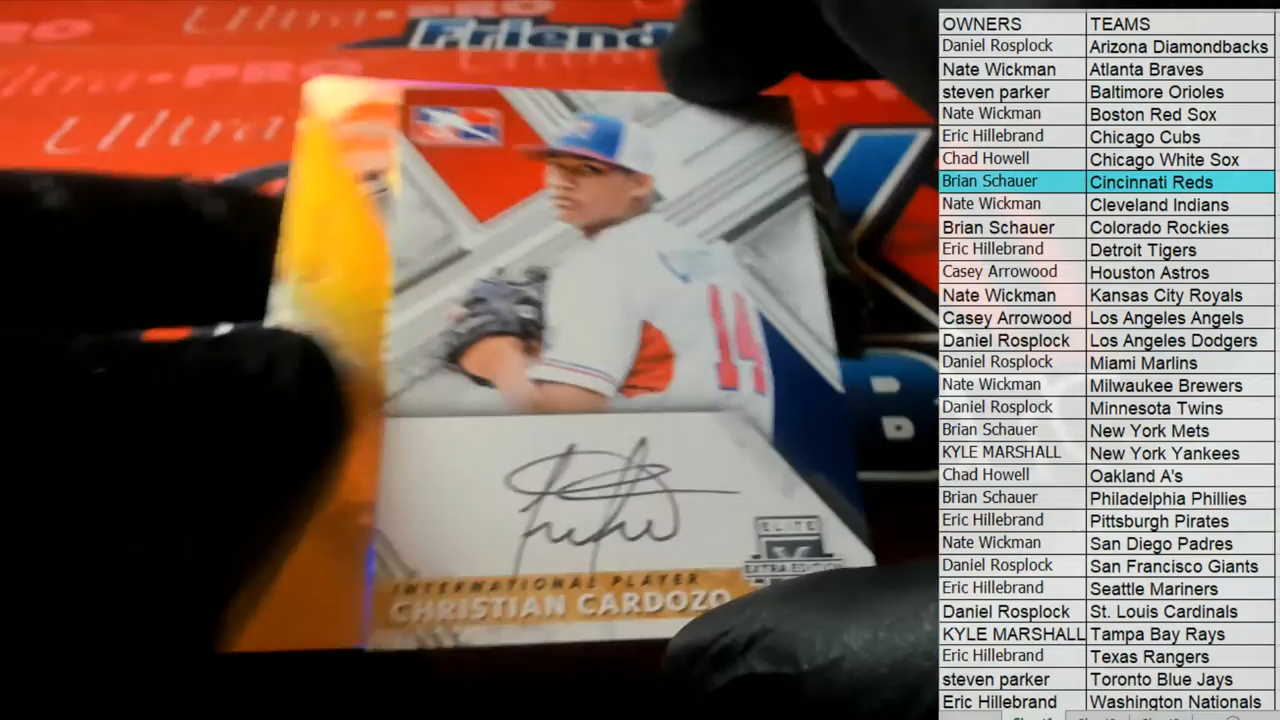 PRO
Ultra·PRO
Friend
Ultra
14
ELITE
EXTRA EDITION
INTERNATIONAL PLAYER
CHRISTIAN CARDOZO
OWNERS TEAMS
Daniel Rosplock Arizona Diamondbacks
Nate Wickman Atlanta Braves
steven parker Baltimore Orioles
Nate Wickman Boston Red Sox
Eric Hillebrand Chicago Cubs
Chad Howell Chicago White Sox
Brian Schauer Cincinnati Reds
Nate Wickman Cleveland Indians
Brian Schauer Colorado Rockies
Eric Hillebrand Detroit Tigers
Casey Arrowood Houston Astros
Nate Wickman Kansas City Royals
Casey Arrowood Los Angeles Angels
Daniel Rosplock Los Angeles Dodgers
Daniel Rosplock Miami Marlins
Nate Wickman Milwaukee Brewers
Daniel Rosplock Minnesota Twins
Brian Schauer New York Mets
KYLE MARSHALL New York Yankees
Chad Howell Oakland A's
Brian Schauer Philadelphia Phillies
Eric Hillebrand Pittsburgh Pirates
Nate Wickman San Diego Padres
Daniel Rosplock San Francisco Giants
Eric Hillebrand Seattle Mariners
Daniel Rosplock St. Louis Cardinals
KYLE MARSHALL Tampa Bay Rays
Eric Hillebrand Texas Rangers
steven parker Toronto Blue Jays
Eric Hillebrand Washington Nationals